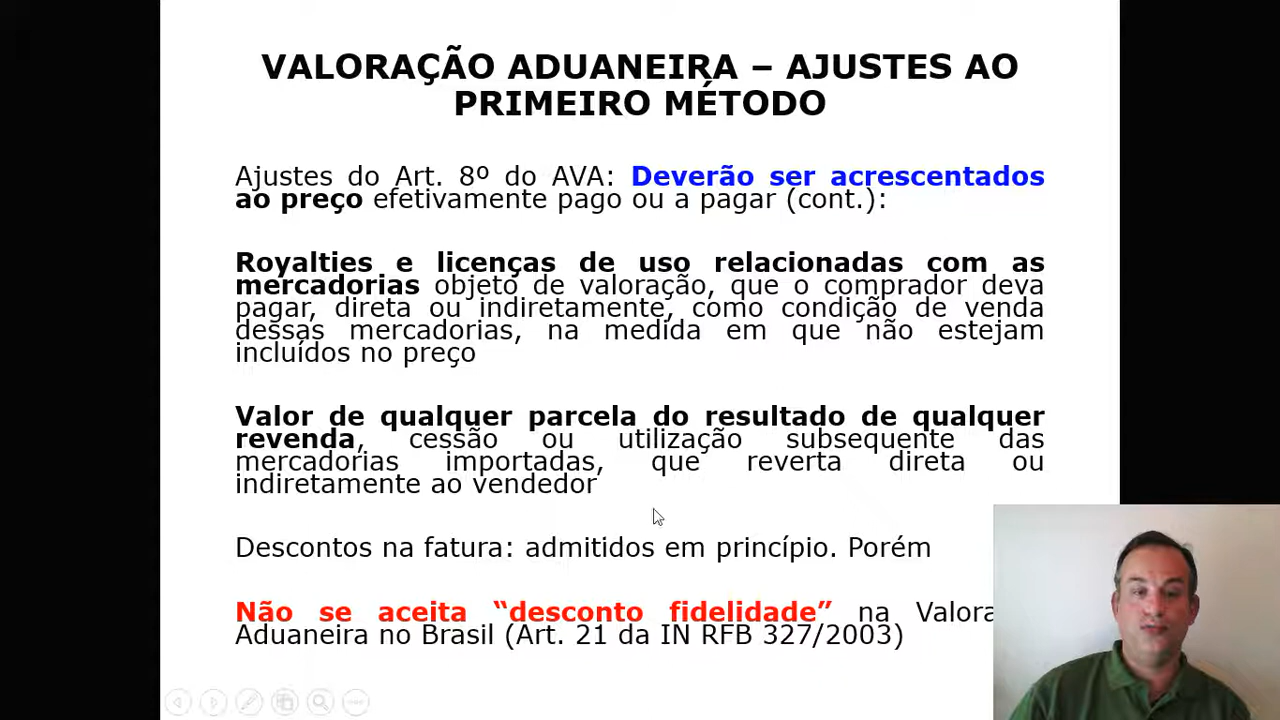 VALORAÇÃO ADUANEIRA – AJUSTES AO
PRIMEIRO MÉTODO
Ajustes do Art. 8º do AVA: Deverão ser acrescentados
ao preço efetivamente pago ou a pagar (cont.):
Royalties e licenças de uso relacionadas com as
mercadorias objeto de valoração, que o comprador deva
pagar, direta ou indiretamente, como condição de venda
dessas mercadorias, na medida em que não estejam
incluídos no preço
Valor de qualquer parcela do resultado de qualquer
revenda, cessão ou utilização subsequente das
mercadorias importadas, que reverta direta ou
indiretamente ao vendedor
Descontos na fatura: admitidos em princípio. Porém
Não se aceita “desconto fidelidade” na
Aduaneira no Brasil (Art. 21 da IN RFB 327/2003)